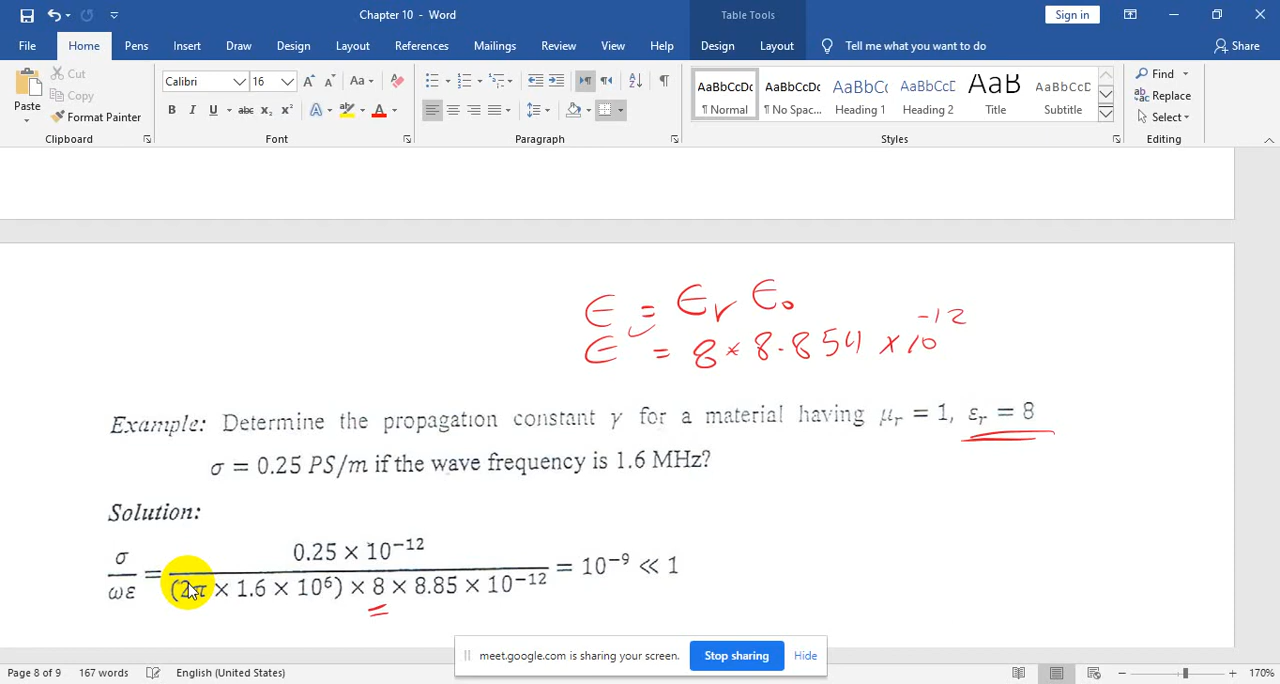 Chapter 10 - Word
Table Tools
Sign in
File Home Pens Insert Draw Design Layout References Mailings Review View Help Design Layout Tell me what you want to do Share
Paste
Cut
Copy
Format Painter
Clipboard
Calibri 16
Font
Paragraph
AaBbCcDc AaBbCcDc AaBbCc AaBbCcC AaB AaBbCcD
¶ Normal ¶ No Spac... Heading 1 Heading 2 Title Subtitle
Styles
Find
Replace
Select
Editing
ϵ = ϵr ϵ0
ϵ = 8 * 8.854 × 10^-12
Example: Determine the propagation constant γ for a material having μr = 1, εr = 8
σ = 0.25 PS/m if the wave frequency is 1.6 MHz?
Solution:
σ/ωε = 0.25 × 10^−12 / (2π × 1.6 × 10^6) × 8 × 8.85 × 10^−12 = 10^−9 ≪ 1
meet.google.com is sharing your screen. Stop sharing Hide
Page 8 of 9 167 words English (United States) 170%